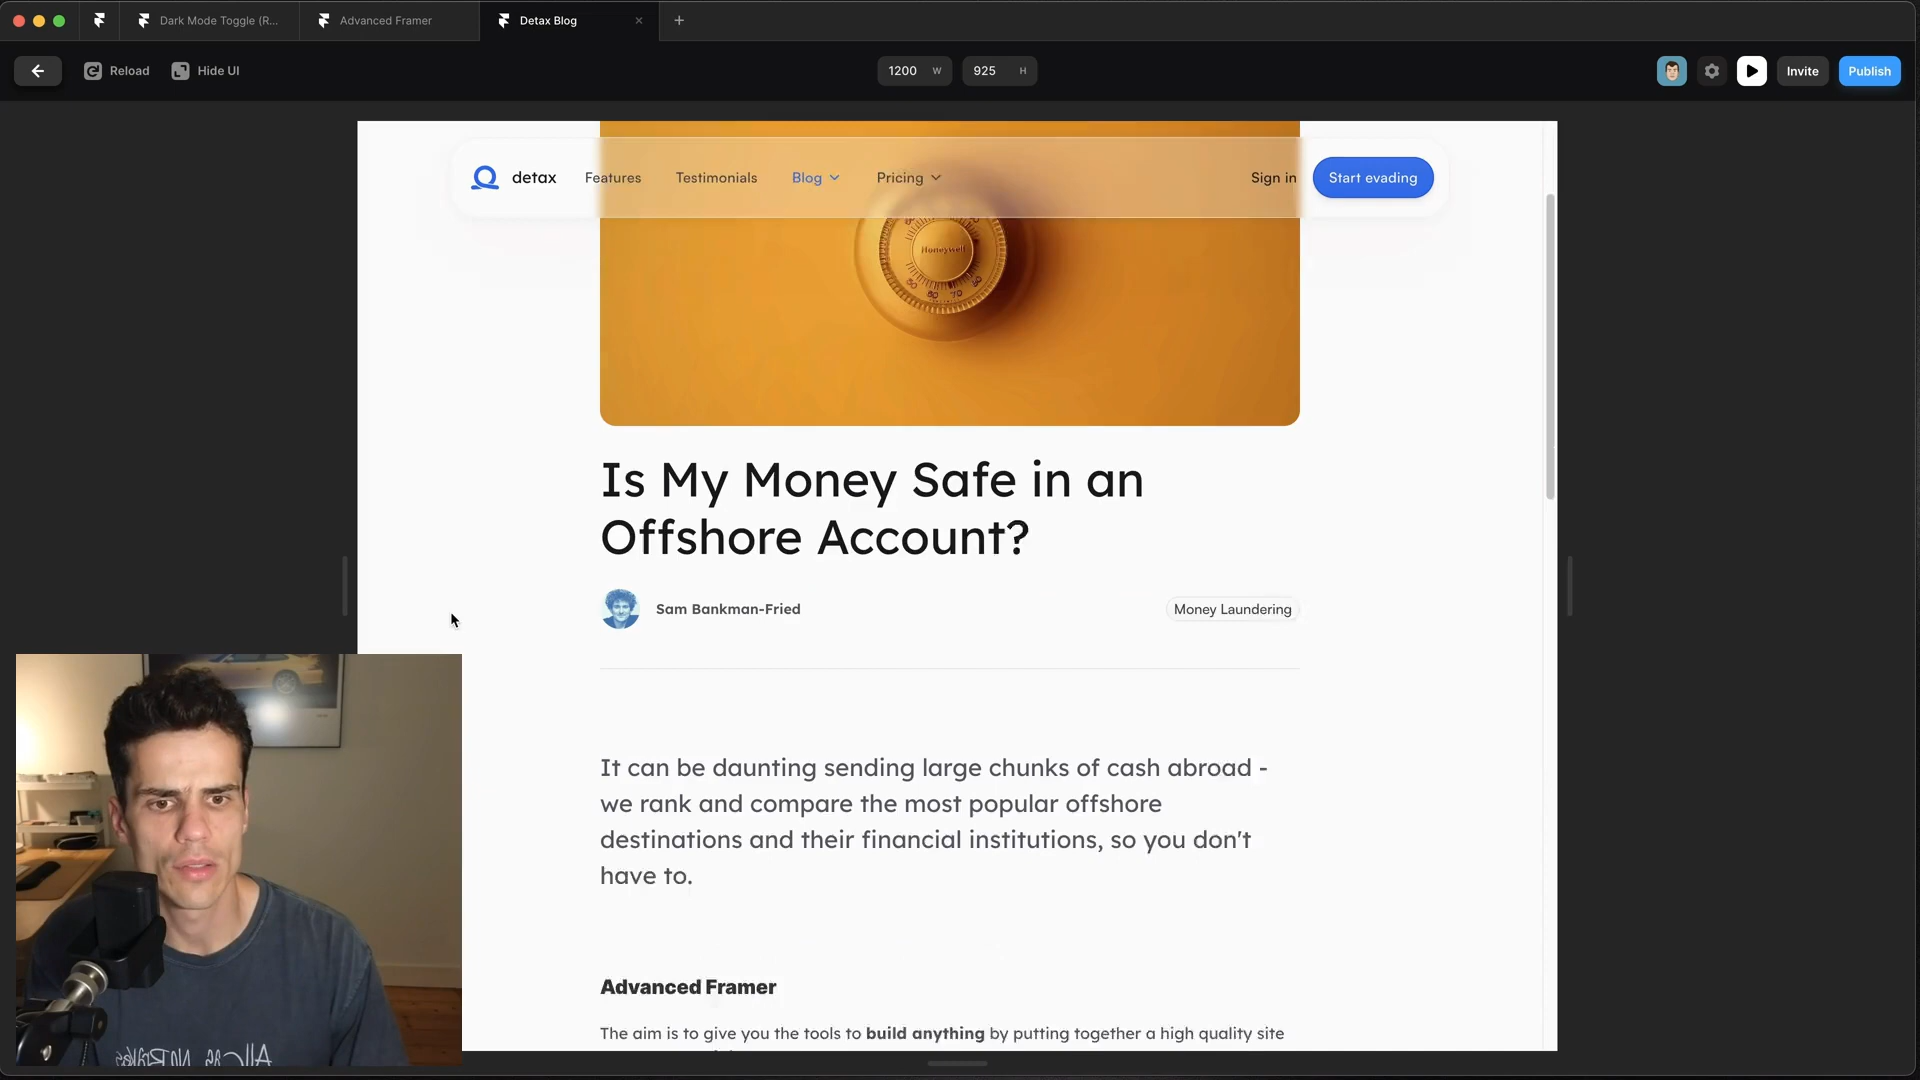 Dark Mode Toggle (R...
Advanced Framer
Detax Blog
Reload
Hide UI
1200 W
925 H
Invite
Publish
detax
Features
Testimonials
Blog
Pricing
Sign in
Start evading
Honeywell
Is My Money Safe in an
Offshore Account?
Sam Bankman-Fried
Money Laundering
It can be daunting sending large chunks of cash abroad -
we rank and compare the most popular offshore
destinations and their financial institutions, so you don't
have to.
Advanced Framer
The aim is to give you the tools to build anything by putting together a high quality site